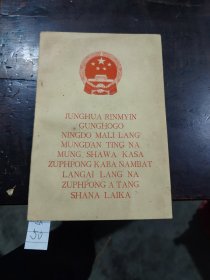 JUNGHUA RINMYIN
GUNGHOGO
NINGDO MALI LANG
MUNGDAN TING NA
MUNG SHAWA KASA
ZUPHPONG KABA NAMBAT
LANGAI LANG NA
ZUPHPONG A TANG
SHANA LAIKA
50